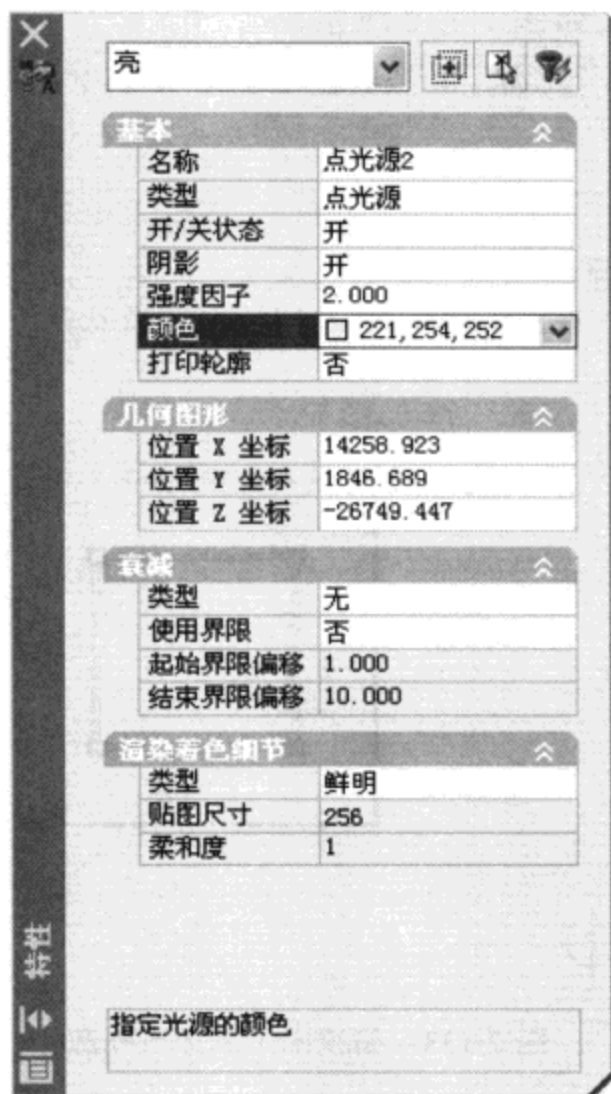 亮
基本
名称 点光源2
类型 点光源
开/关状态 开
阴影 开
强度因子 2.000
颜色 221,254,252
打印轮廓 否
几何图形
位置 X 坐标 14258.923
位置 Y 坐标 1846.689
位置 Z 坐标 -26749.447
衰减
类型 无
使用界限 否
起始界限偏移 1.000
结束界限偏移 10.000
渲染着色细节
类型 鲜明
贴图尺寸 256
柔和度 1
特性
指定光源的颜色